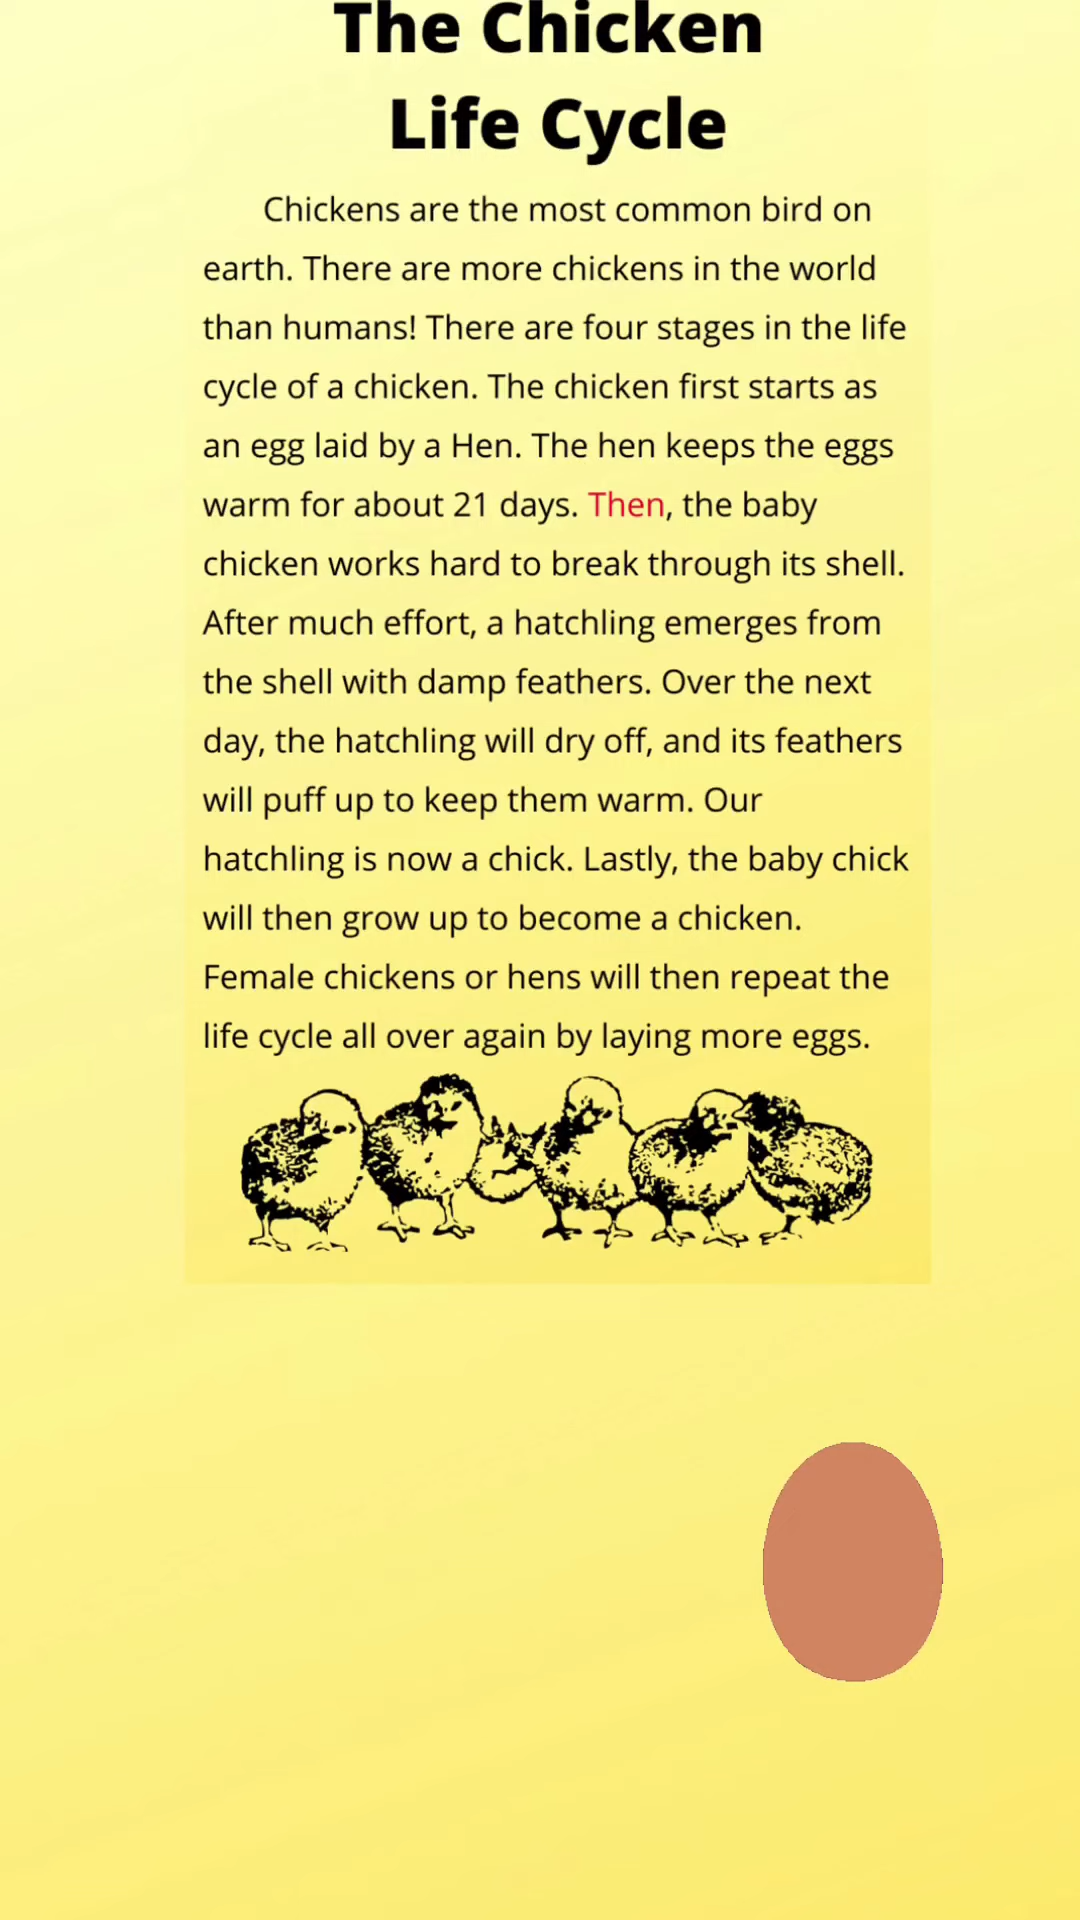 The Chicken
Life Cycle
Chickens are the most common bird on
earth. There are more chickens in the world
than humans! There are four stages in the life
cycle of a chicken. The chicken first starts as
an egg laid by a Hen. The hen keeps the eggs
warm for about 21 days. Then, the baby
chicken works hard to break through its shell.
After much effort, a hatchling emerges from
the shell with damp feathers. Over the next
day, the hatchling will dry off, and its feathers
will puff up to keep them warm. Our
hatchling is now a chick. Lastly, the baby chick
will then grow up to become a chicken.
Female chickens or hens will then repeat the
life cycle all over again by laying more eggs.